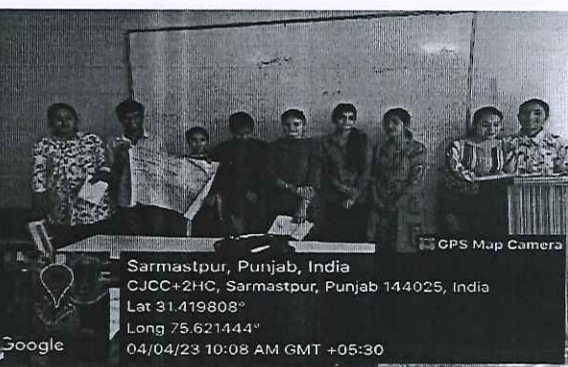 GPS Map Camera
Sarmastpur, Punjab, India
CJCC+2HC, Sarmastpur, Punjab 144025, India
Lat 31.419808°
Long 75.621444°
Google
04/04/23 10:08 AM GMT +05:30